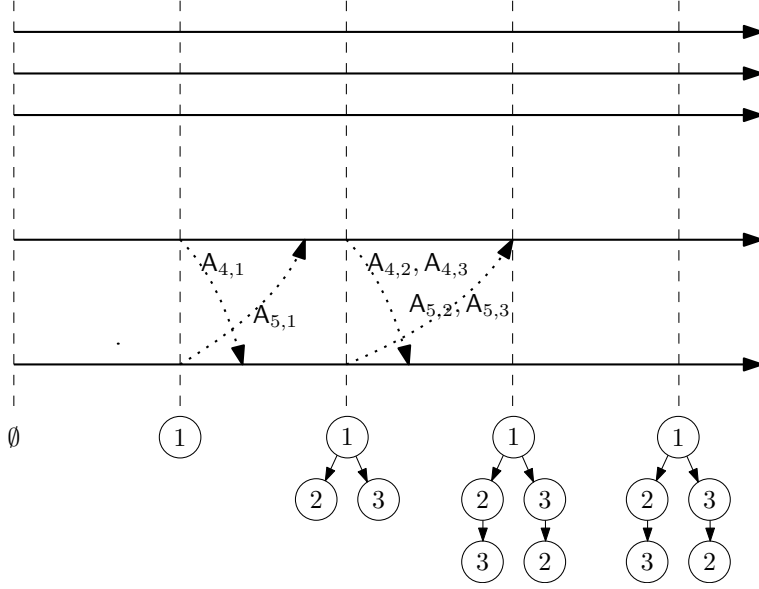 A₄,₁
A₄,₂, A₄,₃
A₅,₂, A₅,₃
A₅,₁
∅ 1 1 1 1
2 3 2 3 2 3
3 2 3 2